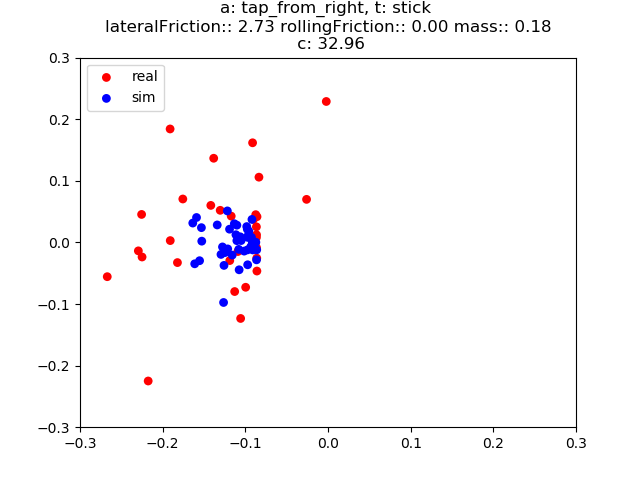 a: tap_from_right, t: stick
lateralFriction:: 2.73 rollingFriction:: 0.00 mass:: 0.18
c: 32.96
real
sim
0.3
0.2
0.1
0.0
−0.1
−0.2
−0.3
−0.3 −0.2 −0.1 0.0 0.1 0.2 0.3